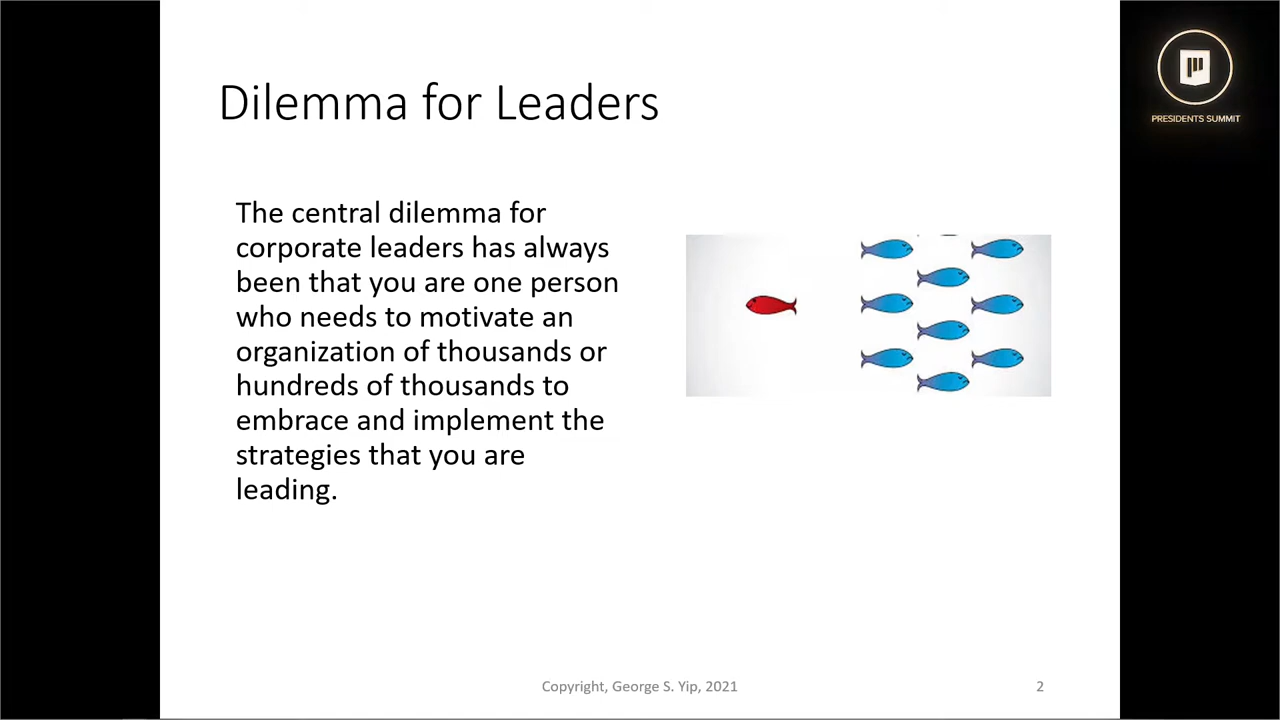 Dilemma for Leaders
PRESIDENTS SUMMIT
The central dilemma for
corporate leaders has always
been that you are one person
who needs to motivate an
organization of thousands or
hundreds of thousands to
embrace and implement the
strategies that you are
leading.
Copyright, George S. Yip, 2021
2